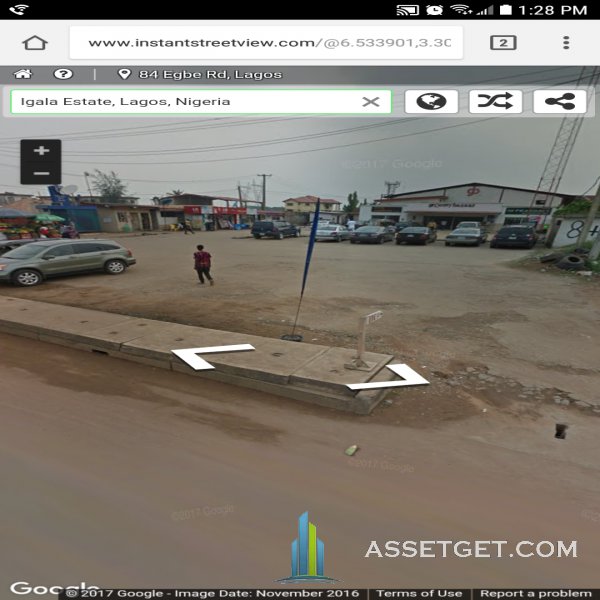 1:28 PM
www.instantstreetview.com/@6.533901,3.30
2
84 Egbe Rd, Lagos
Igala Estate, Lagos, Nigeria
©2017 Google
©2017 Google
©2017 Google
ASSETGET.COM
Google
© 2017 Google - Image Date: November 2016
Terms of Use
Report a problem